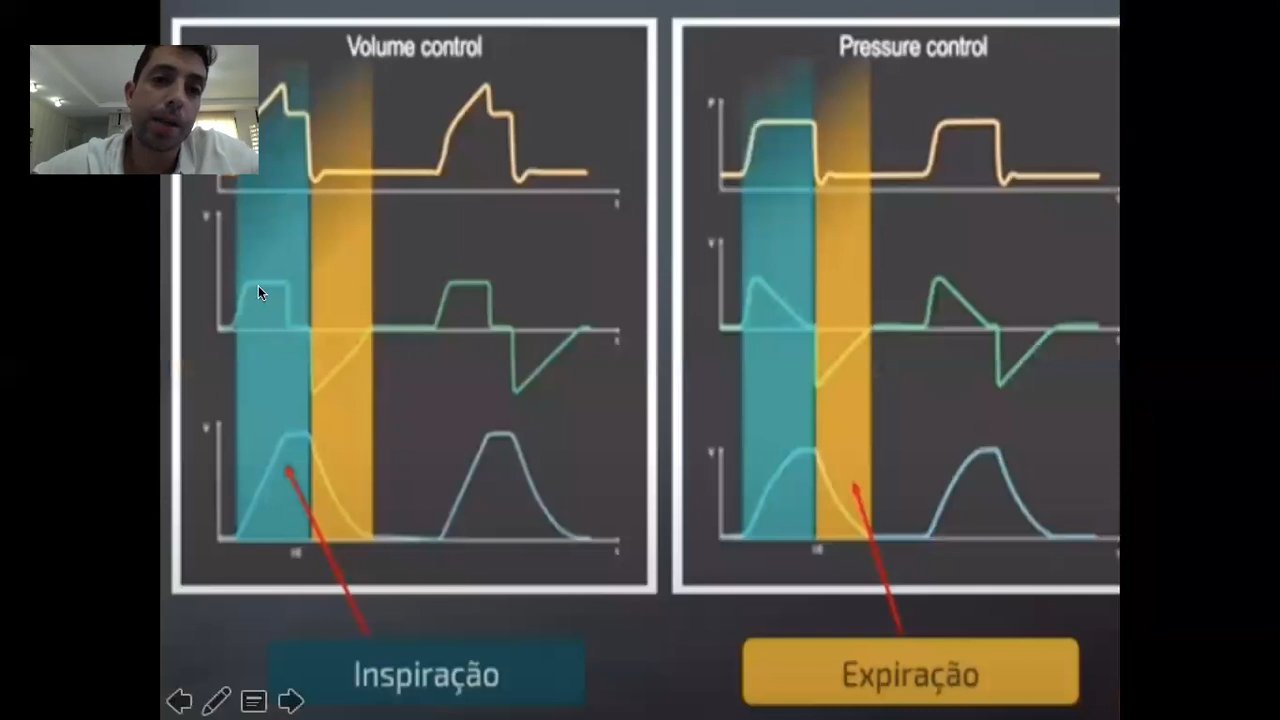 Volume control
Pressure control
P
V
V
V
V
Inspiração
Expiração